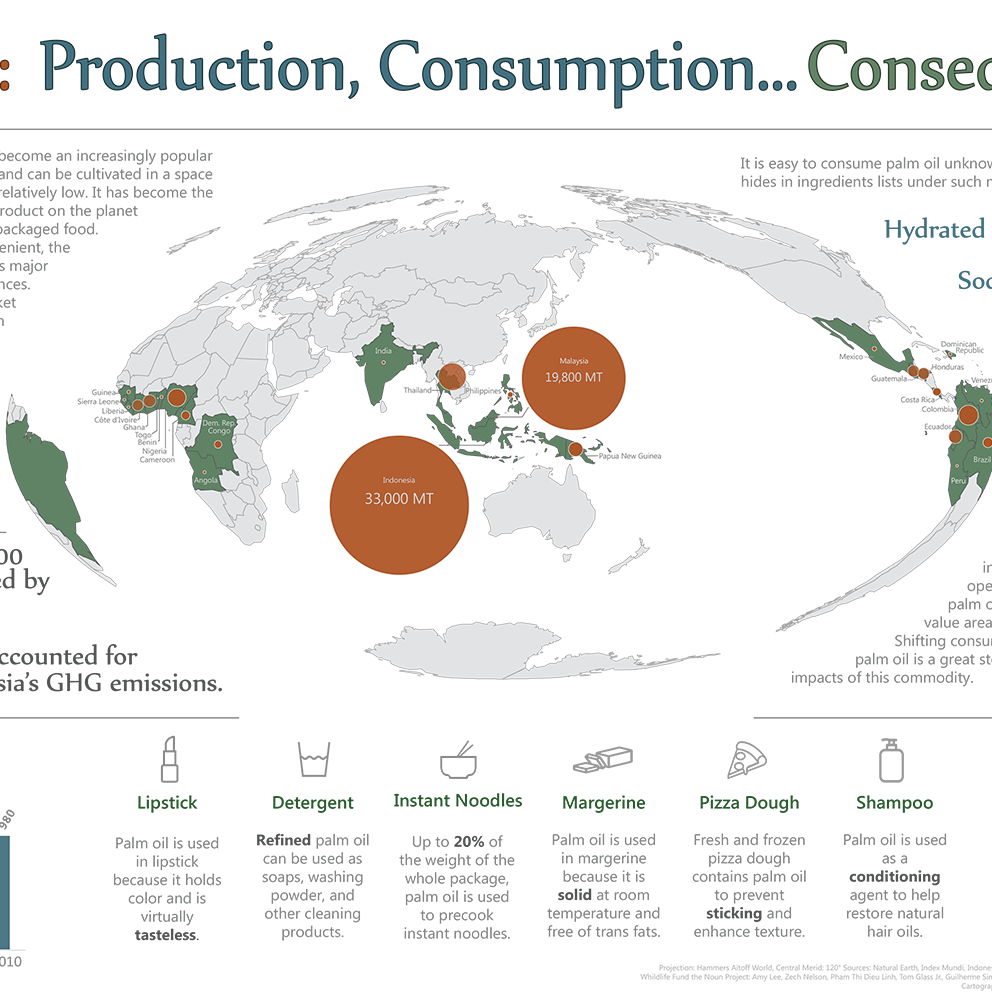 : Production, Consumption... Conseq
become an increasingly popular
and can be cultivated in a space
relatively low. It has become the
roduct on the planet
packaged food.
enient, the
s major
nces.
ket
n
It is easy to consume palm oil unknow
hides in ingredients lists under such n
Hydrated
Soc
India
Thailand
Philippines
Malaysia
19,800 MT
Indonesia
33,000 MT
Papua New Guinea
Guinea
Sierra Leone
Liberia
Côte d'Ivoire
Ghana
Togo
Benin
Nigeria
Cameroon
Dem. Rep.
Congo
Angola
Mexico
Guatemala
Dominican
Republic
Honduras
Costa Rica
Venez
Colombia
Ecuador
Brazil
Peru
00
ed by
ccounted for
sia's GHG emissions.
in
ope
palm o
value area
Shifting consu
palm oil is a great ste
impacts of this commodity.
980
010
Lipstick
Palm oil is used
in lipstick
because it holds
color and is
virtually
tasteless.
Detergent
Refined palm oil
can be used as
soaps, washing
powder, and
other cleaning
products.
Instant Noodles
Up to 20% of
the weight of the
whole package,
palm oil is used
to precook
instant noodles.
Margerine
Palm oil is used
in margerine
because it is
solid at room
temperature and
free of trans fats.
Pizza Dough
Fresh and frozen
pizza dough
contains palm oil
to prevent
sticking and
enhance texture.
Shampoo
Palm oil is used
as a
conditioning
agent to help
restore natural
hair oils.
Projection: Hammers Aitoff World, Central Merid: 120° Sources: Natural Earth, Index Mundi, Indones
Whildlife Fund the Noun Project: Amy Lee, Zech Nelson, Pham Thi Dieu Linh, Tom Glass Jr., Guilherme Sim
Cartograp